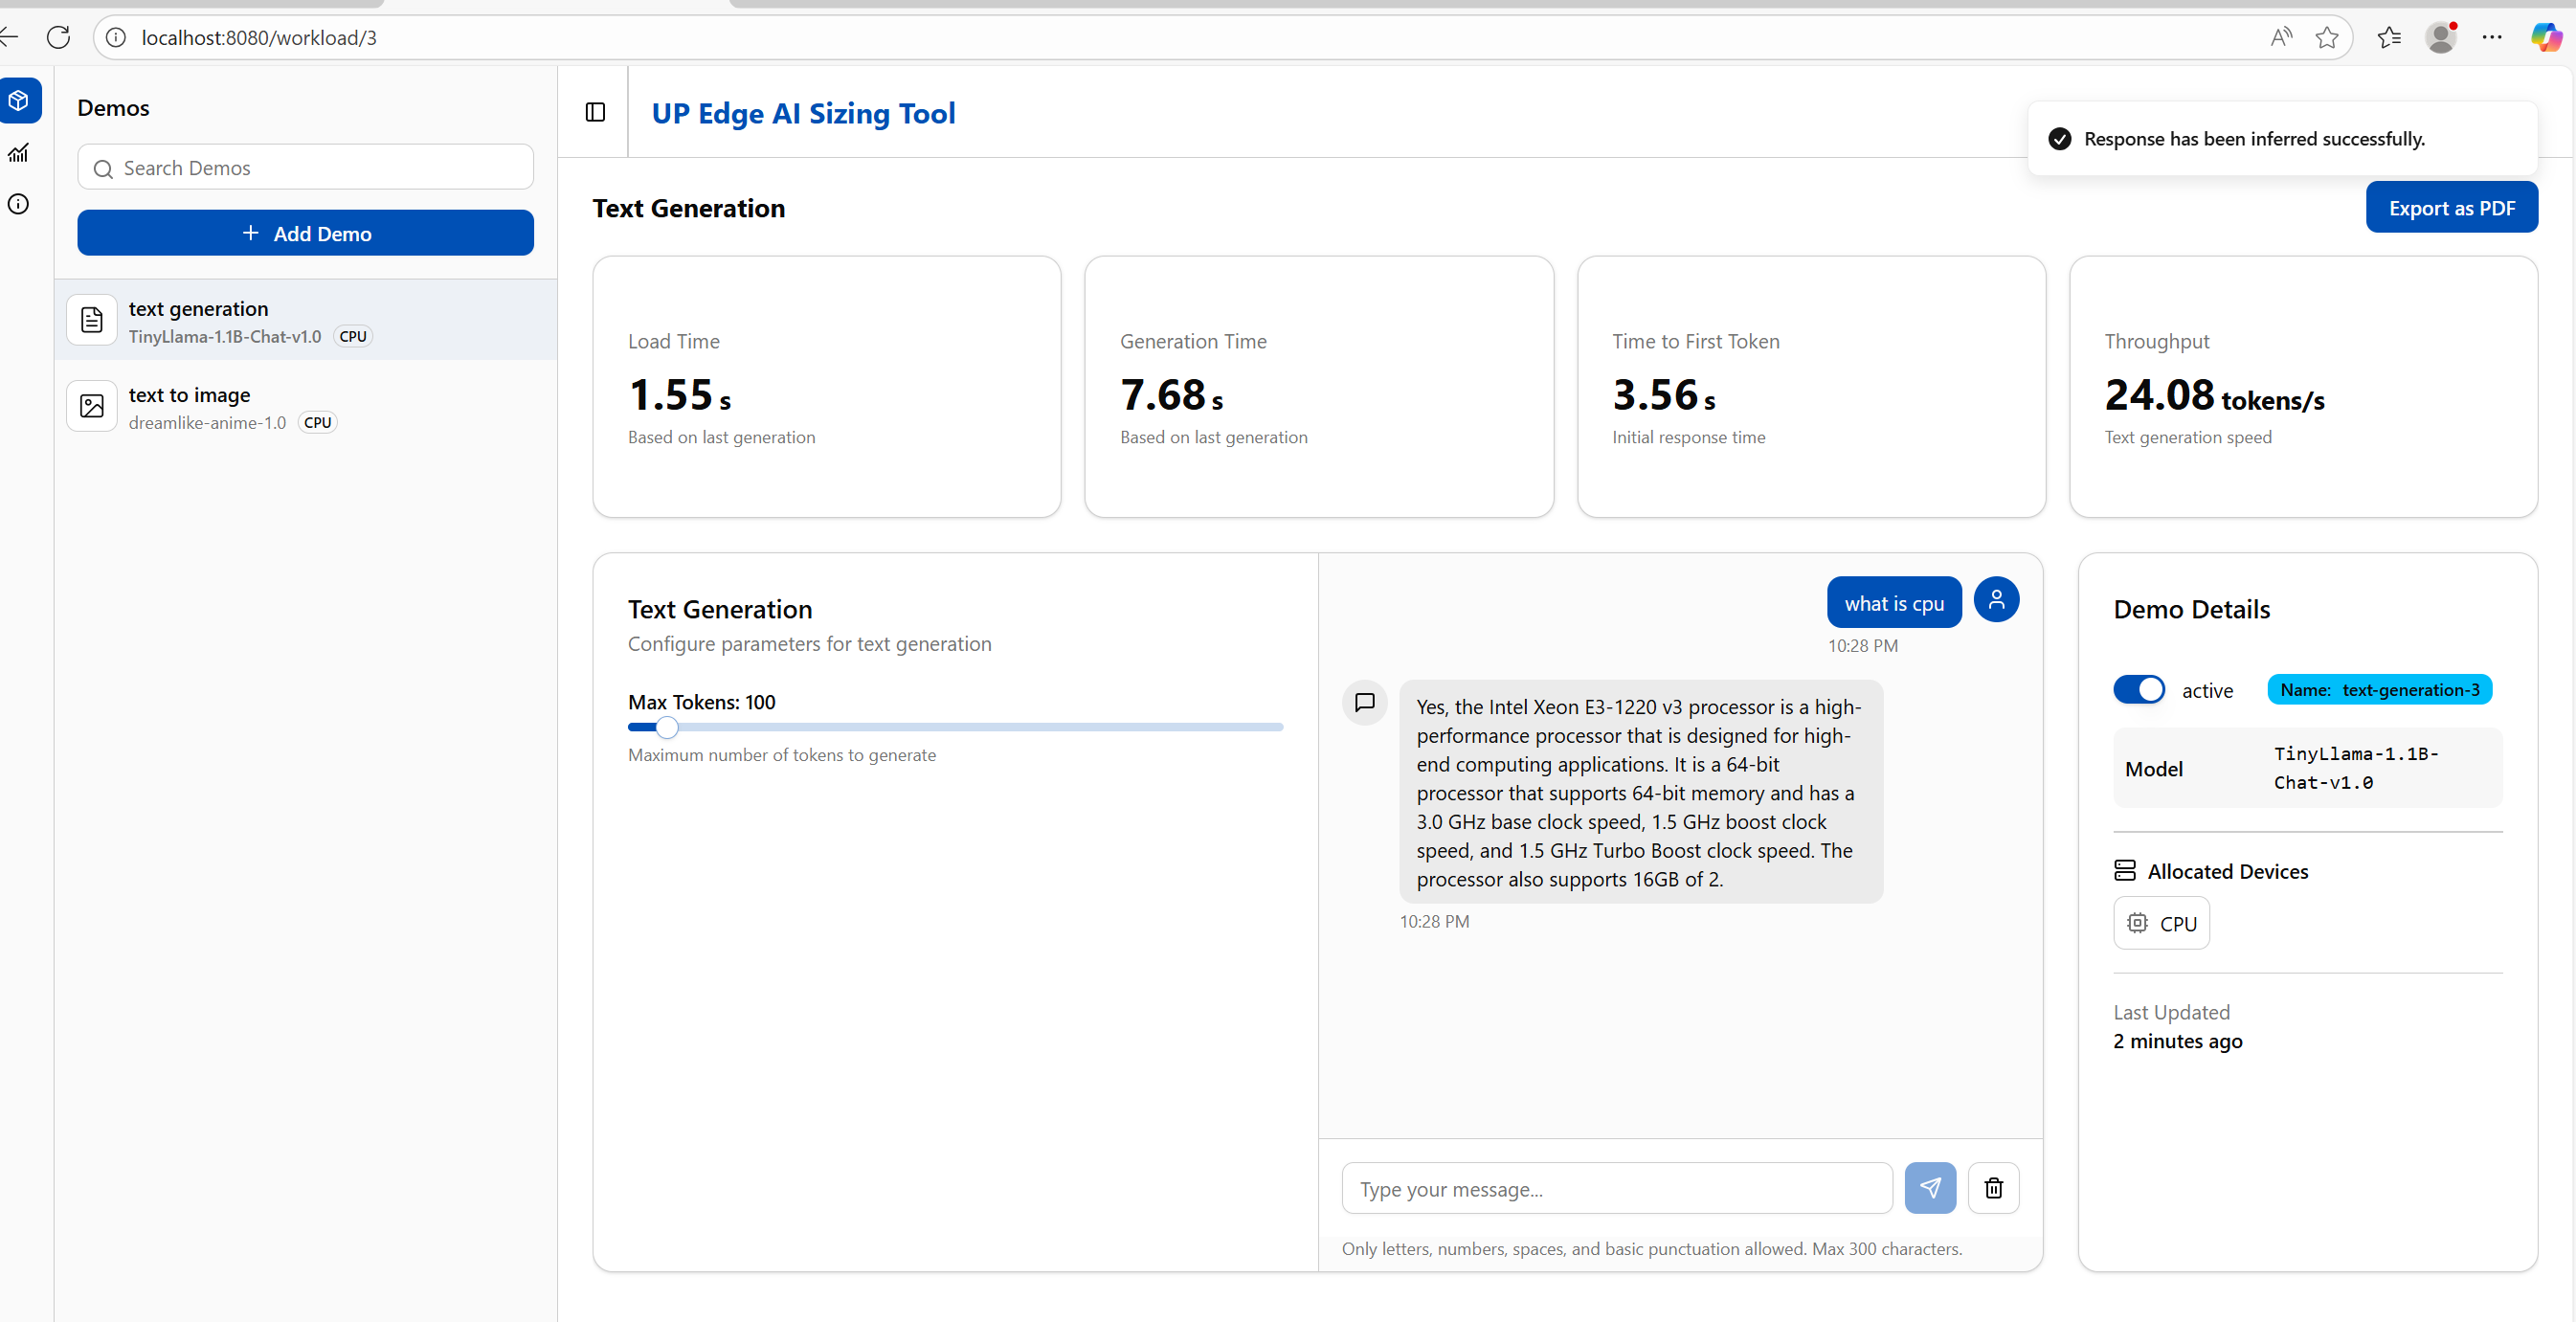 localhost:8080/workload/3
Demos
Search Demos
+ Add Demo
text generation
TinyLlama-1.1B-Chat-v1.0 CPU
text to image
dreamlike-anime-1.0 CPU
UP Edge AI Sizing Tool
Response has been inferred successfully.
Text Generation
Export as PDF
Load Time
1.55 s
Based on last generation
Generation Time
7.68 s
Based on last generation
Time to First Token
3.56 s
Initial response time
Throughput
24.08 tokens/s
Text generation speed
Text Generation
Configure parameters for text generation
Max Tokens: 100
Maximum number of tokens to generate
what is cpu
10:28 PM
Yes, the Intel Xeon E3-1220 v3 processor is a high-
performance processor that is designed for high-
end computing applications. It is a 64-bit
processor that supports 64-bit memory and has a
3.0 GHz base clock speed, 1.5 GHz boost clock
speed, and 1.5 GHz Turbo Boost clock speed. The
processor also supports 16GB of 2.
10:28 PM
Type your message...
Only letters, numbers, spaces, and basic punctuation allowed. Max 300 characters.
Demo Details
active
Name: text-generation-3
Model
TinyLlama-1.1B-
Chat-v1.0
Allocated Devices
CPU
Last Updated
2 minutes ago